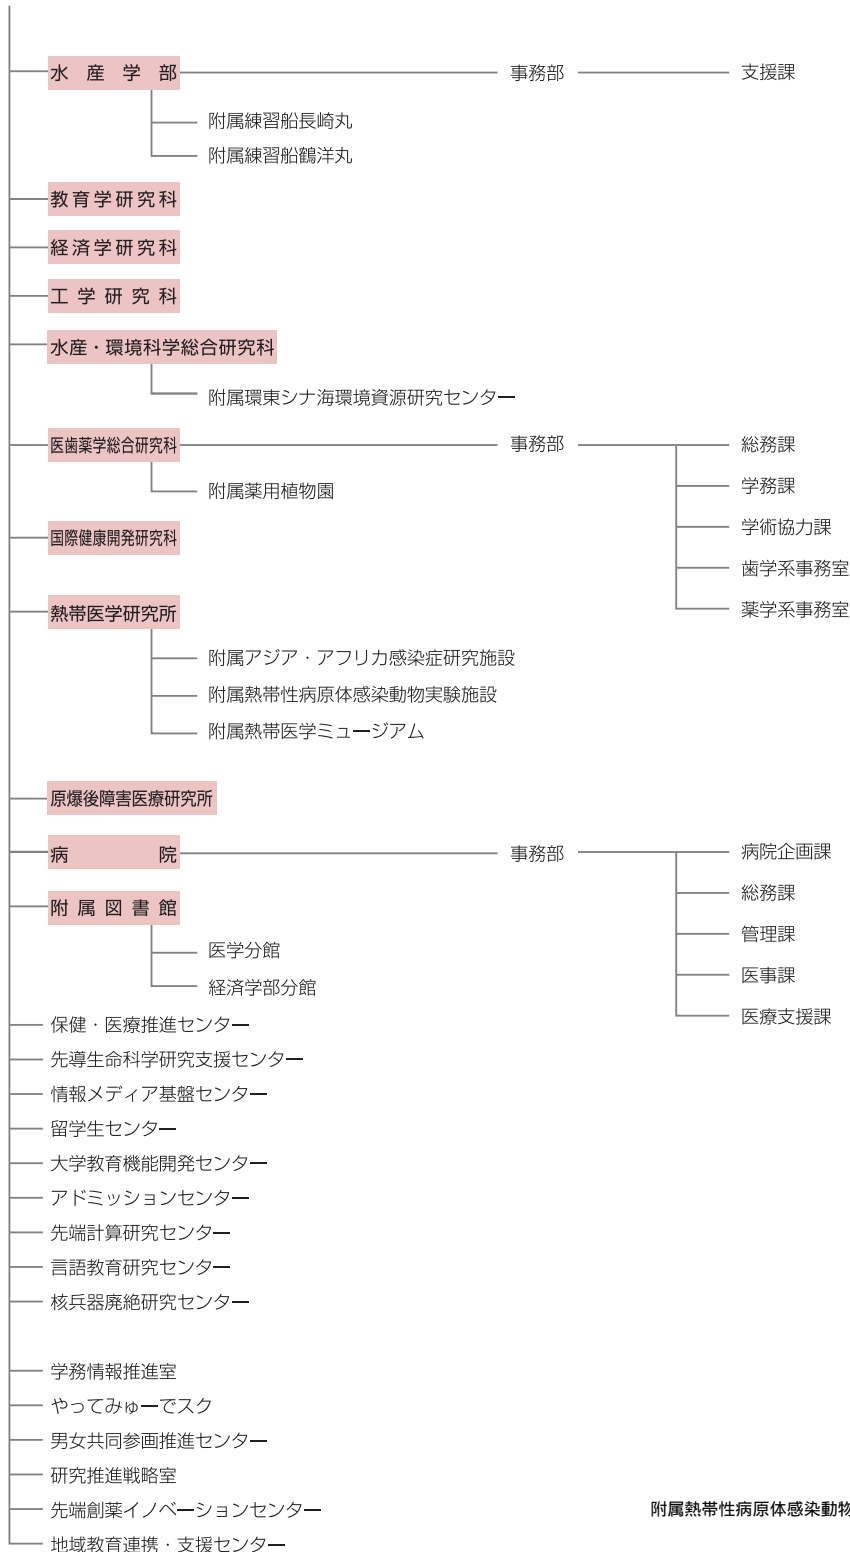 水産学部 事務部 支援課
附属練習船長崎丸
附属練習船鶴洋丸
教育学研究科
経済学研究科
工学研究科
水産・環境科学総合研究科
附属環東シナ海環境資源研究センター
医歯薬学総合研究科 事務部 総務課
学務課
附属薬用植物園
学術協力課
国際健康開発研究科
歯学系事務室
熱帯医学研究所 薬学系事務室
附属アジア・アフリカ感染症研究施設
附属熱帯性病原体感染動物実験施設
附属熱帯医学ミュージアム
原爆後障害医療研究所
病院 事務部 病院企画課
総務課
附属図書館
管理課
医学分館
医事課
経済学部分館
医療支援課
保健・医療推進センター
先導生命科学研究支援センター
情報メディア基盤センター
留学生センター
大学教育機能開発センター
アドミッションセンター
先端計算研究センター
言語教育研究センター
核兵器廃絶研究センター
学務情報推進室
やってみゅーでスク
男女共同参画推進センター
研究推進戦略室
先端創薬イノベーションセンター
附属熱帯性病原体感染動物
地域教育連携・支援センター